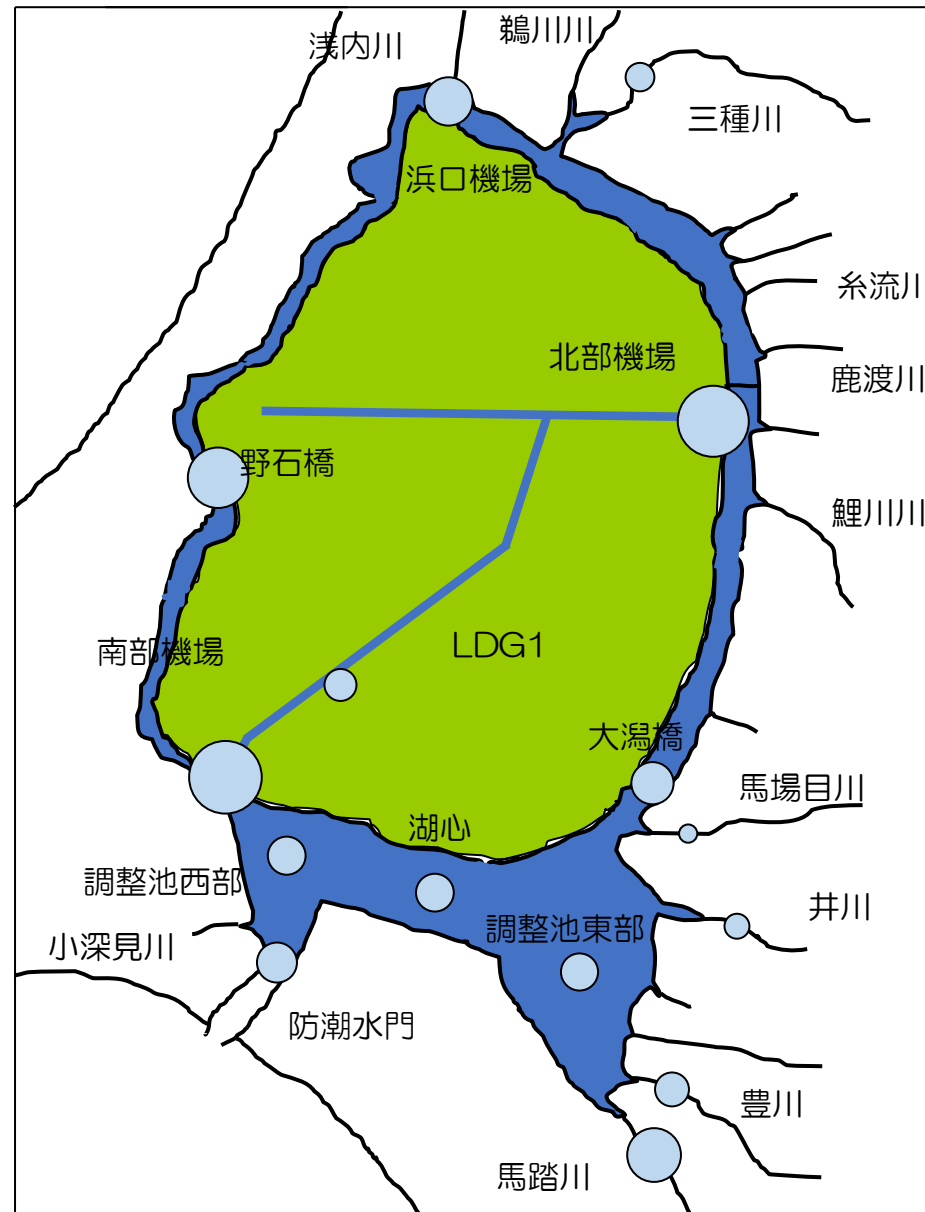 浅内川
鵜川川
三種川
浜口機場
糸流川
北部機場
鹿渡川
野石橋
鯉川川
南部機場
LDG1
大潟橋
馬場目川
湖心
調整池西部
井川
調整池東部
小深見川
防潮水門
豊川
馬踏川